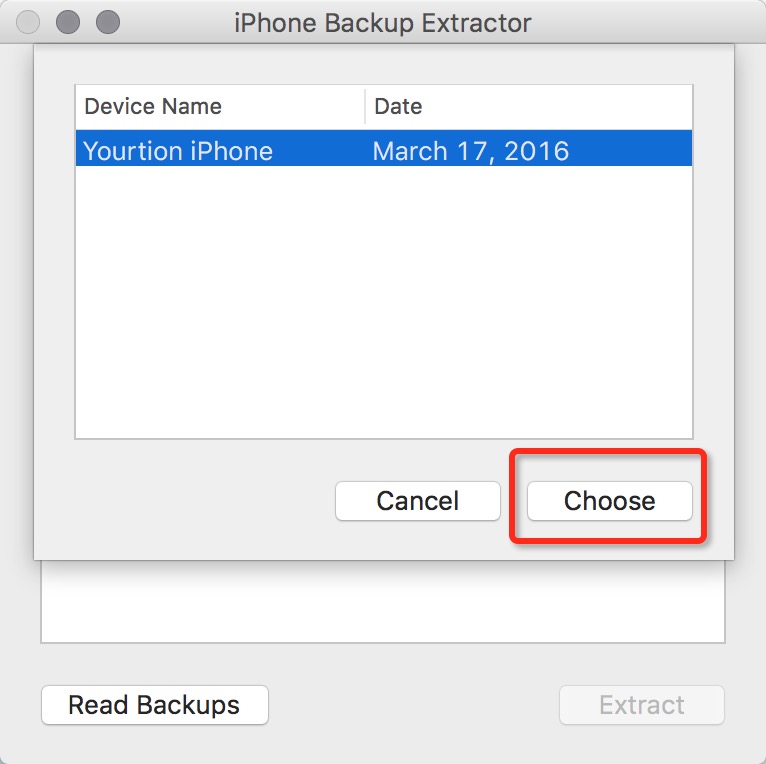 iPhone Backup Extractor
Device Name Date
Yourtion iPhone March 17, 2016
Cancel Choose
Read Backups Extract